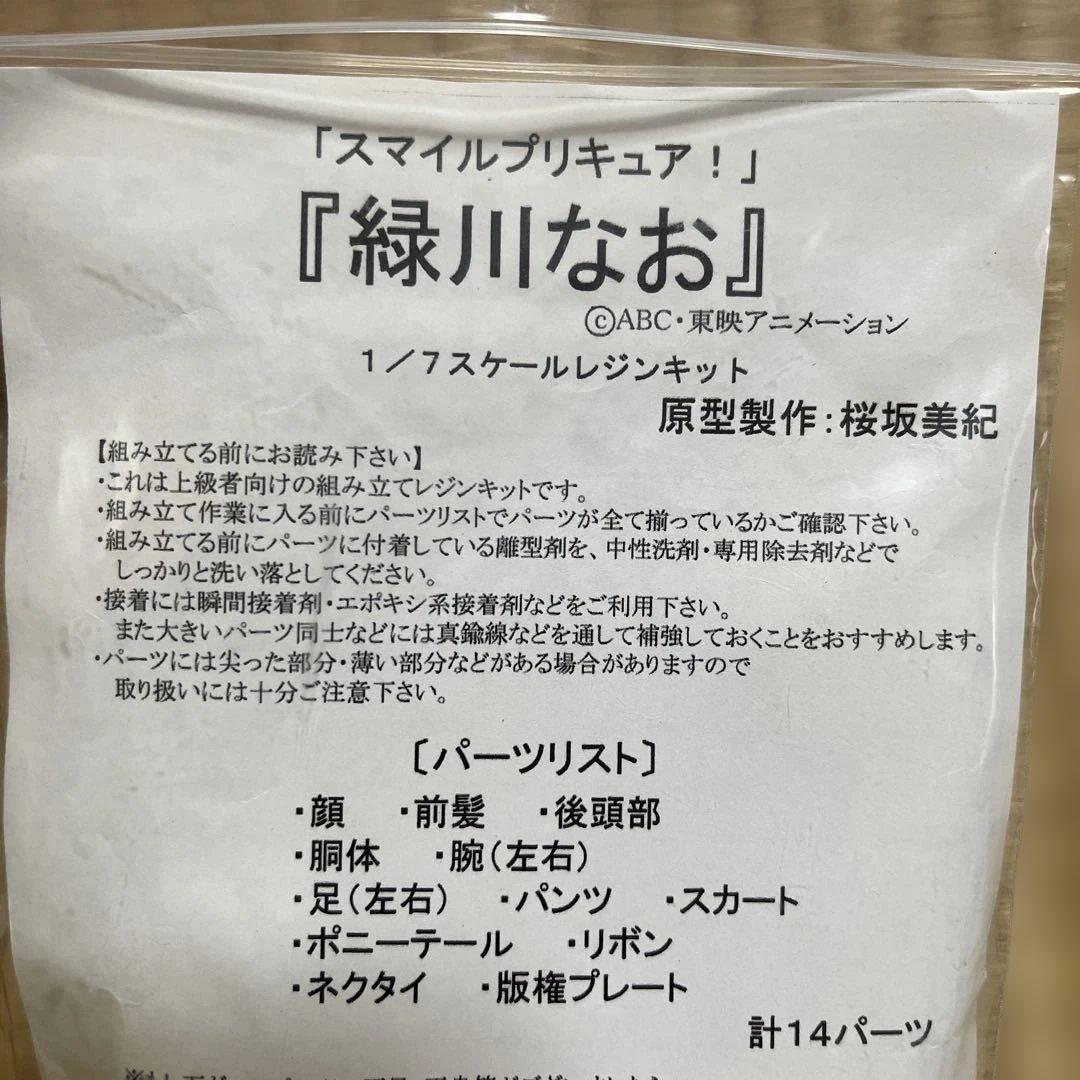 「スマイルプリキュア！」
『緑川なお』
ⓒABC・東映アニメーション
１／７スケールレジンキット
原型製作：桜坂美紀
【組み立てる前にお読み下さい】
・これは上級者向けの組み立てレジンキットです。
・組み立て作業に入る前にパーツリストでパーツが全て揃っているかご確認下さい。
・組み立てる前にパーツに付着している離型剤を、中性洗剤・専用除去剤などで
しっかりと洗い落としてください。
・接着には瞬間接着剤・エポキシ系接着剤などをご利用下さい。
また大きいパーツ同士などには真鍮線などを通して補強しておくことをおすすめします。
・パーツには尖った部分・薄い部分などがある場合がありますので
取り扱いには十分ご注意下さい。
〔パーツリスト〕
・顔 ・前髪 ・後頭部
・胴体 ・腕（左右）
・足（左右） ・パンツ ・スカート
・ポニーテール ・リボン
・ネクタイ ・版権プレート
計１４パーツ